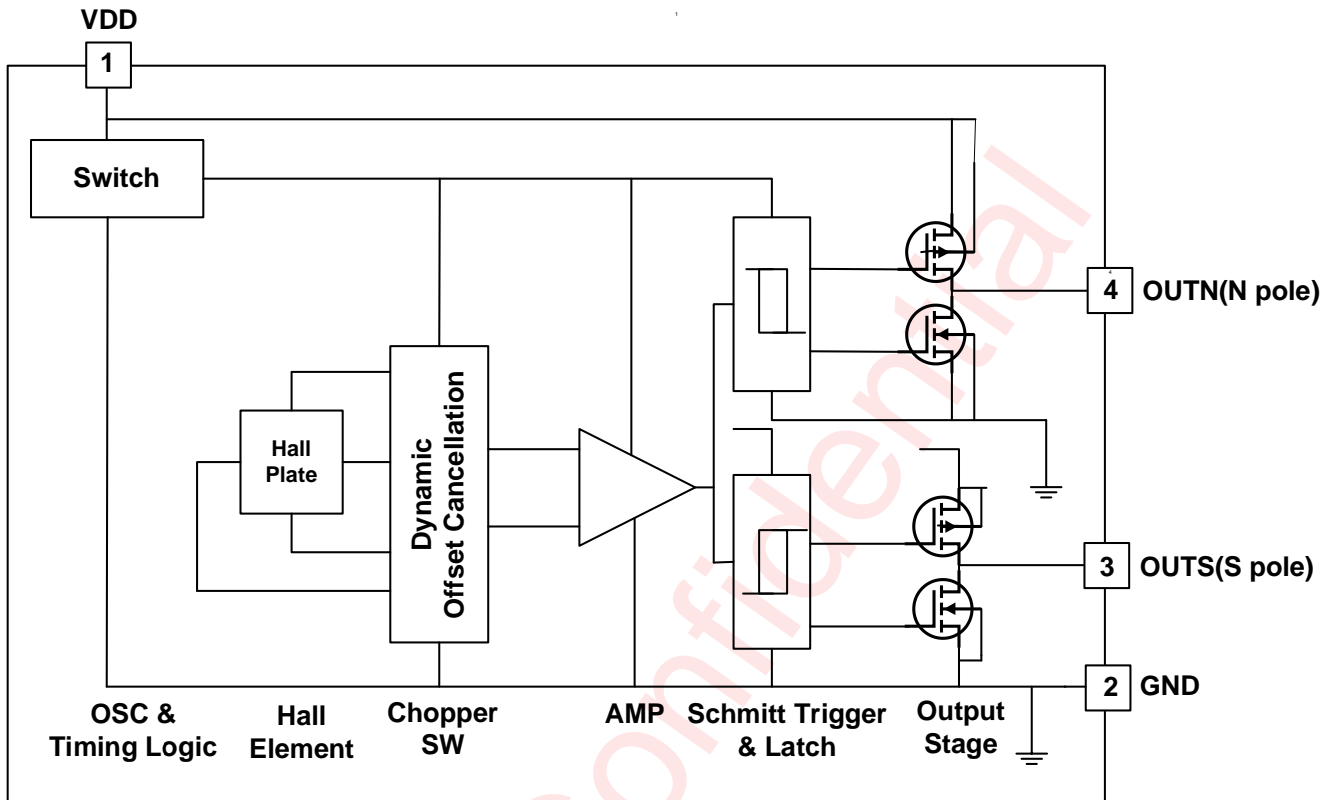 VDD
1
Switch
4
OUTN(N pole)
Hall
Plate
Dynamic
Offset Cancellation
3
OUTS(S pole)
2
GND
OSC &
Timing Logic
Hall
Element
Chopper
SW
AMP
Schmitt Trigger
& Latch
Output
Stage
Confidential